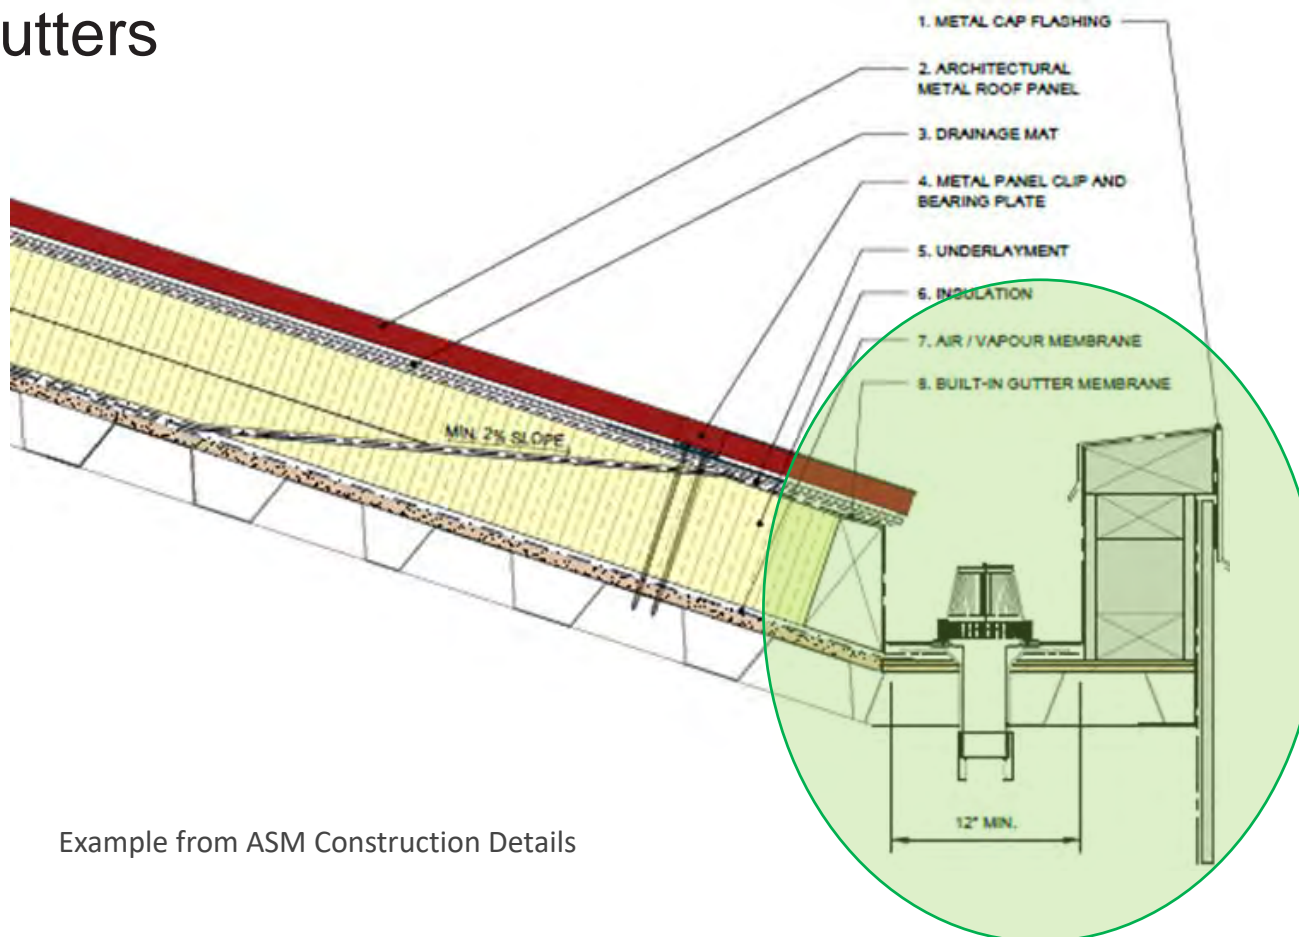 utters
1. METAL CAP FLASHING
2. ARCHITECTURAL
METAL ROOF PANEL
3. DRAINAGE MAT
4. METAL PANEL CLIP AND
BEARING PLATE
5. UNDERLAYMENT
6. INSULATION
7. AIR / VAPOUR MEMBRANE
8. BUILT-IN GUTTER MEMBRANE
MIN. 2% SLOPE
12" MIN.
Example from ASM Construction Details